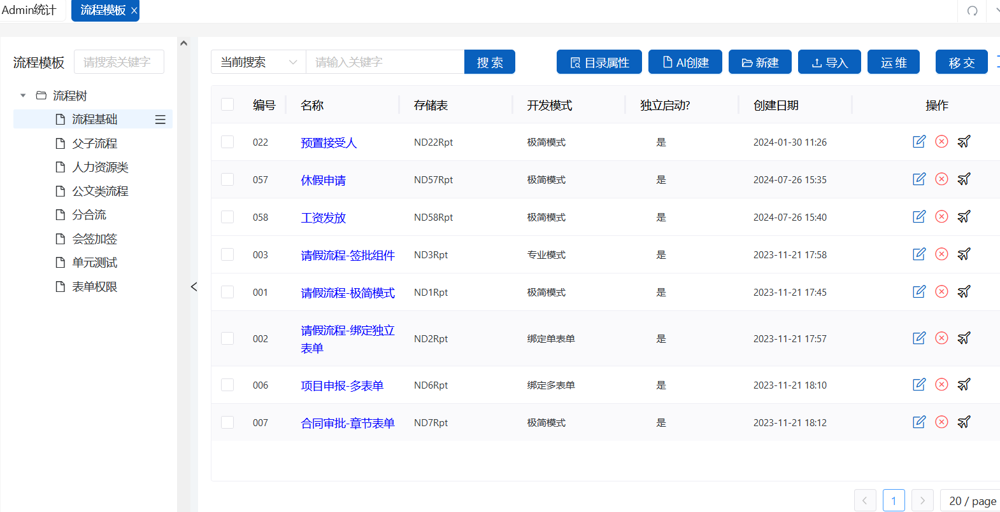 Admin统计
流程模板
流程模板
请搜索关键字
流程树
流程基础
父子流程
人力资源类
公文类流程
分合流
会签加签
单元测试
表单权限
当前搜索
请输入关键字
搜 索
目录属性
AI创建
新建
导入
运 维
移 交
编号 名称 存储表 开发模式 独立启动? 创建日期 操作
022 预置接受人 ND22Rpt 极简模式 是 2024-01-30 11:26
057 休假申请 ND57Rpt 极简模式 是 2024-07-26 15:35
058 工资发放 ND58Rpt 极简模式 是 2024-07-26 15:40
003 请假流程-签批组件 ND3Rpt 专业模式 是 2023-11-21 17:58
001 请假流程-极简模式 ND1Rpt 极简模式 是 2023-11-21 17:45
002 请假流程-绑定独立
表单 ND2Rpt 绑定单表单 是 2023-11-21 17:57
006 项目申报-多表单 ND6Rpt 绑定多表单 是 2023-11-21 18:10
007 合同审批-章节表单 ND7Rpt 极简模式 是 2023-11-21 18:12
1
20 / page